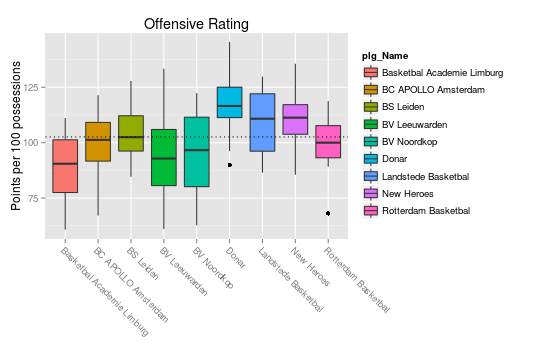 Offensive Rating
Points per 100 possessions
125
100
75
Basketbal Academie Limburg
BC APOLLO Amsterdam
BS Leiden
BV Leeuwarden
BV Noordkop
Donar
Landstede Basketbal
New Heroes
Rotterdam Basketbal
plg_Name
Basketbal Academie Limburg
BC APOLLO Amsterdam
BS Leiden
BV Leeuwarden
BV Noordkop
Donar
Landstede Basketbal
New Heroes
Rotterdam Basketbal